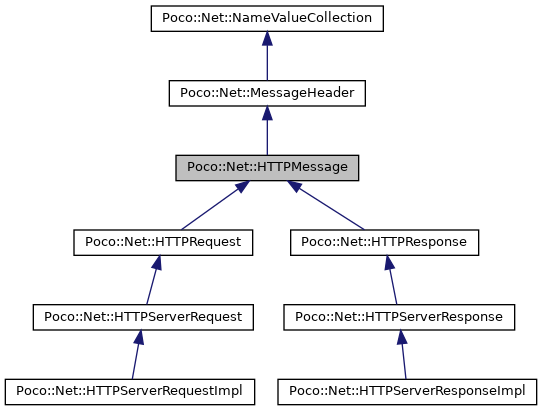 Poco::Net::NameValueCollection
Poco::Net::MessageHeader
Poco::Net::HTTPMessage
Poco::Net::HTTPRequest
Poco::Net::HTTPResponse
Poco::Net::HTTPServerRequest
Poco::Net::HTTPServerResponse
Poco::Net::HTTPServerRequestImpl
Poco::Net::HTTPServerResponseImpl